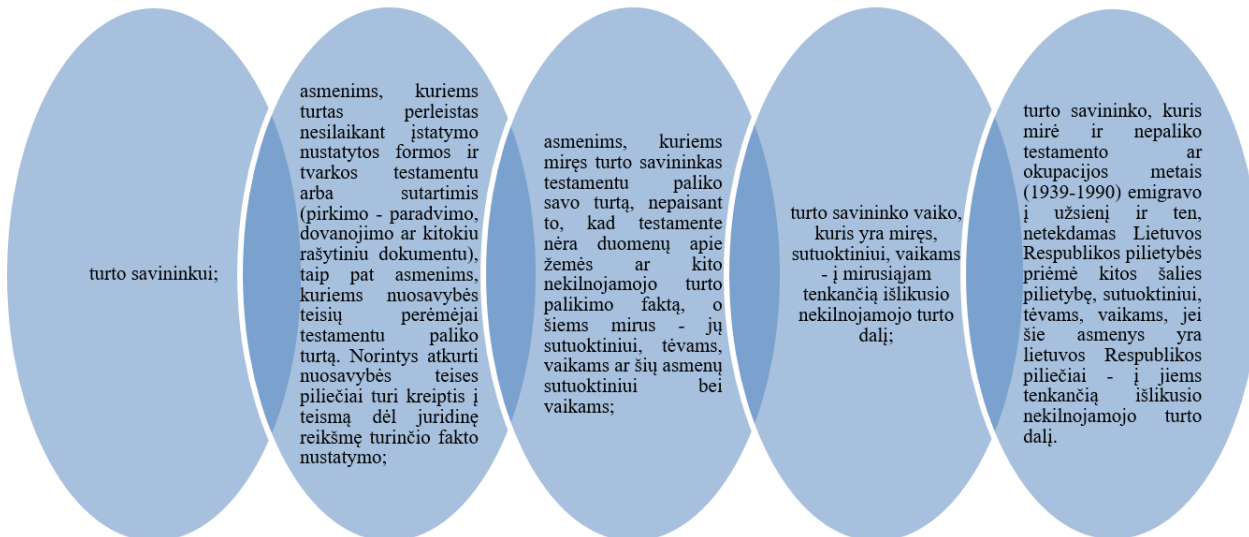 turto savininkui;
asmenims, kuriems
turtas perleistas
nesilaikant įstatymo
nustatytos formos ir
tvarkos testamentu
arba sutartimis
(pirkimo - paradvimo,
dovanojimo ar kitokiu
rašytiniu dokumentu),
taip pat asmenims,
kuriems nuosavybės
teisių perėmėjai
testamentu paliko
turtą. Norintys atkurti
nuosavybės teises
piliečiai turi kreiptis į
teismą dėl juridinę
reikšmę turinčio fakto
nustatymo;
asmenims, kuriems
miręs turto savininkas
testamentu paliko
savo turtą, nepaisant
to, kad testamente
nėra duomenų apie
žemės ar kito
nekilnojamojo turto
palikimo faktą, o
šiems mirus - jų
sutuoktiniui, tėvams,
vaikams ar šių asmenų
sutuoktiniui bei
vaikams;
turto savininko vaiko,
kuris yra miręs,
sutuoktiniui, vaikams
- į mirusiąjam
tenkančią išlikusio
nekilnojamojo turto
dalį;
turto savininko, kuris
mirė ir nepaliko
testamento ar
okupacijos metais
(1939-1990) emigravo
į užsienį ir ten,
netekdamas Lietuvos
Respublikos pilietybės
priėmė kitos šalies
pilietybę, sutuoktiniui,
tėvams, vaikams, jei
šie asmenys yra
lietuvos Respublikos
piliečiai - į jiems
tenkančią išlikusio
nekilnojamojo turto
dalį.